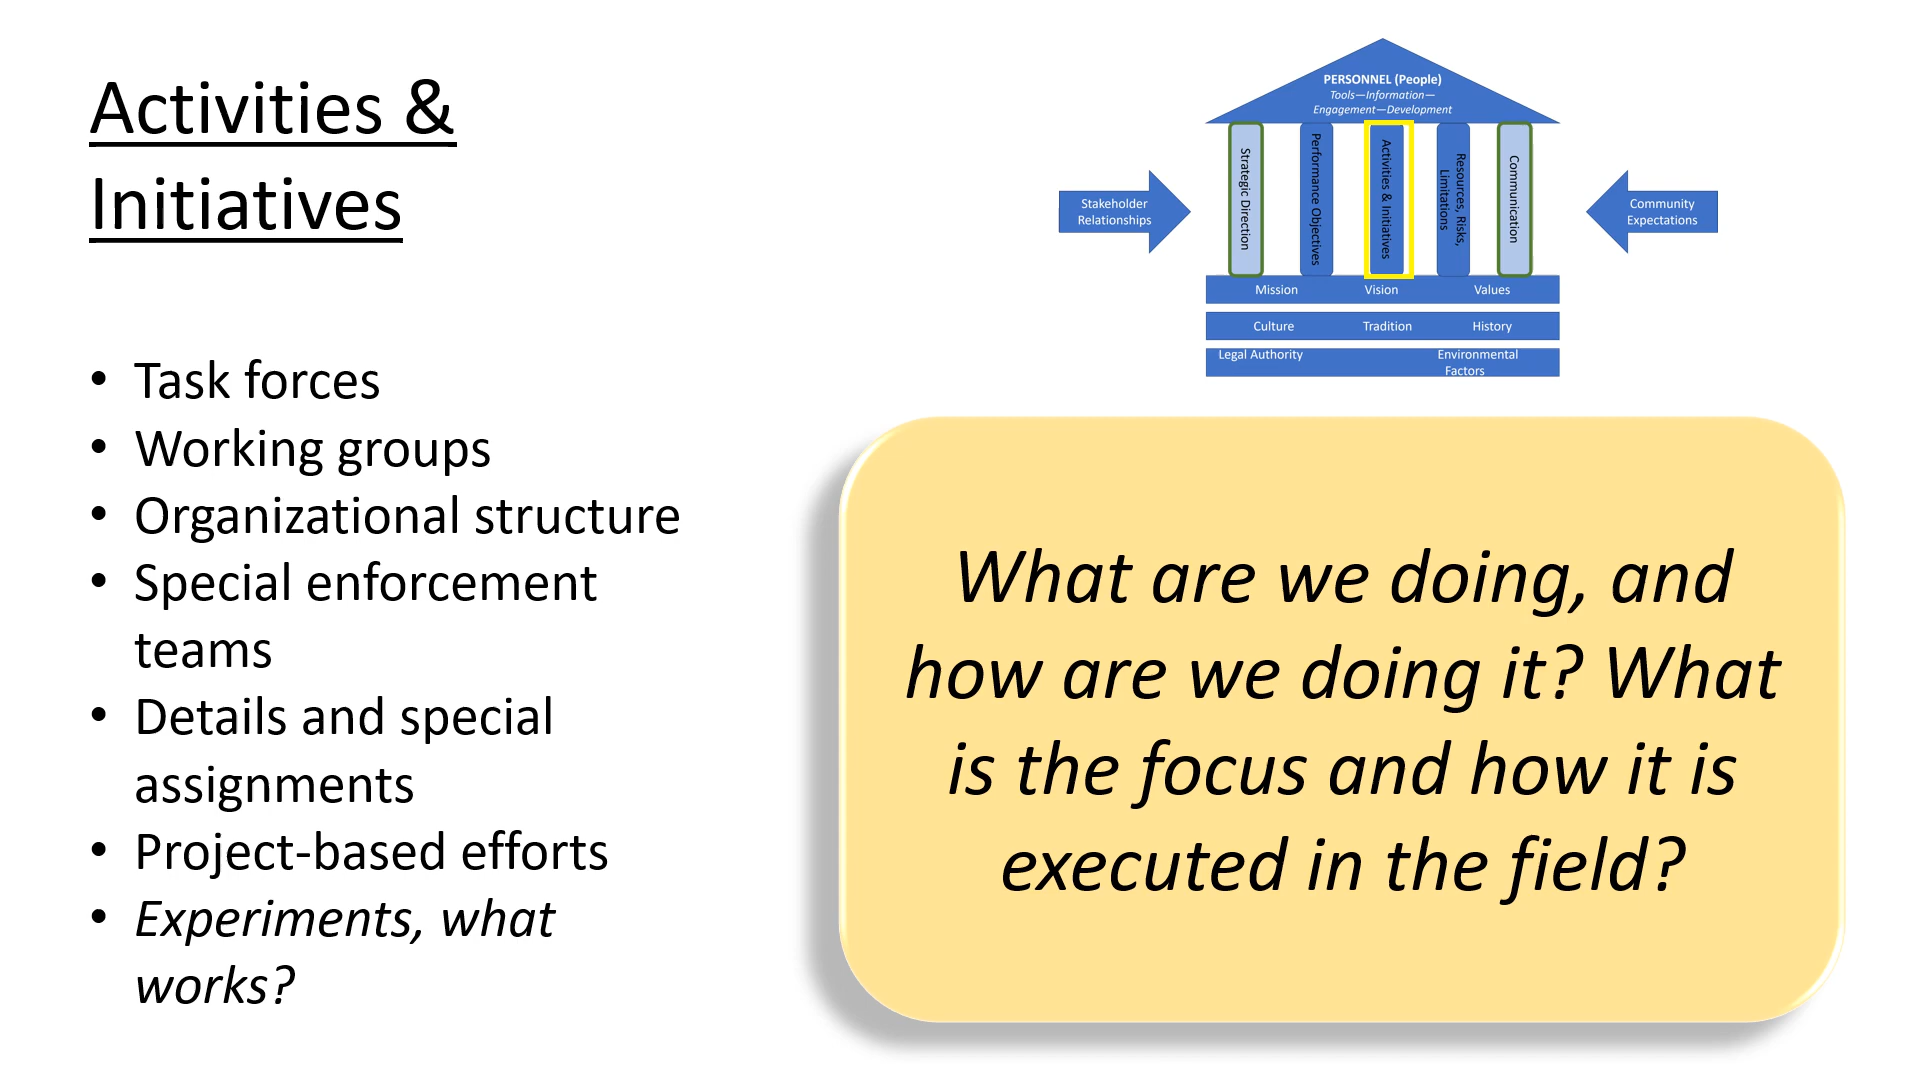 Activities &
Initiatives
• Task forces
• Working groups
• Organizational structure
• Special enforcement
teams
• Details and special
assignments
• Project-based efforts
• Experiments, what
works?
PERSONNEL (People)
Tools—Information—
Engagement—Development
Stakeholder
Relationships
Strategic Direction
Performance Objectives
Activities & Initiatives
Resources, Risks,
Limitations
Communication
Community
Expectations
Mission Vision Values
Culture Tradition History
Legal Authority Environmental
Factors
What are we doing, and
how are we doing it? What
is the focus and how it is
executed in the field?